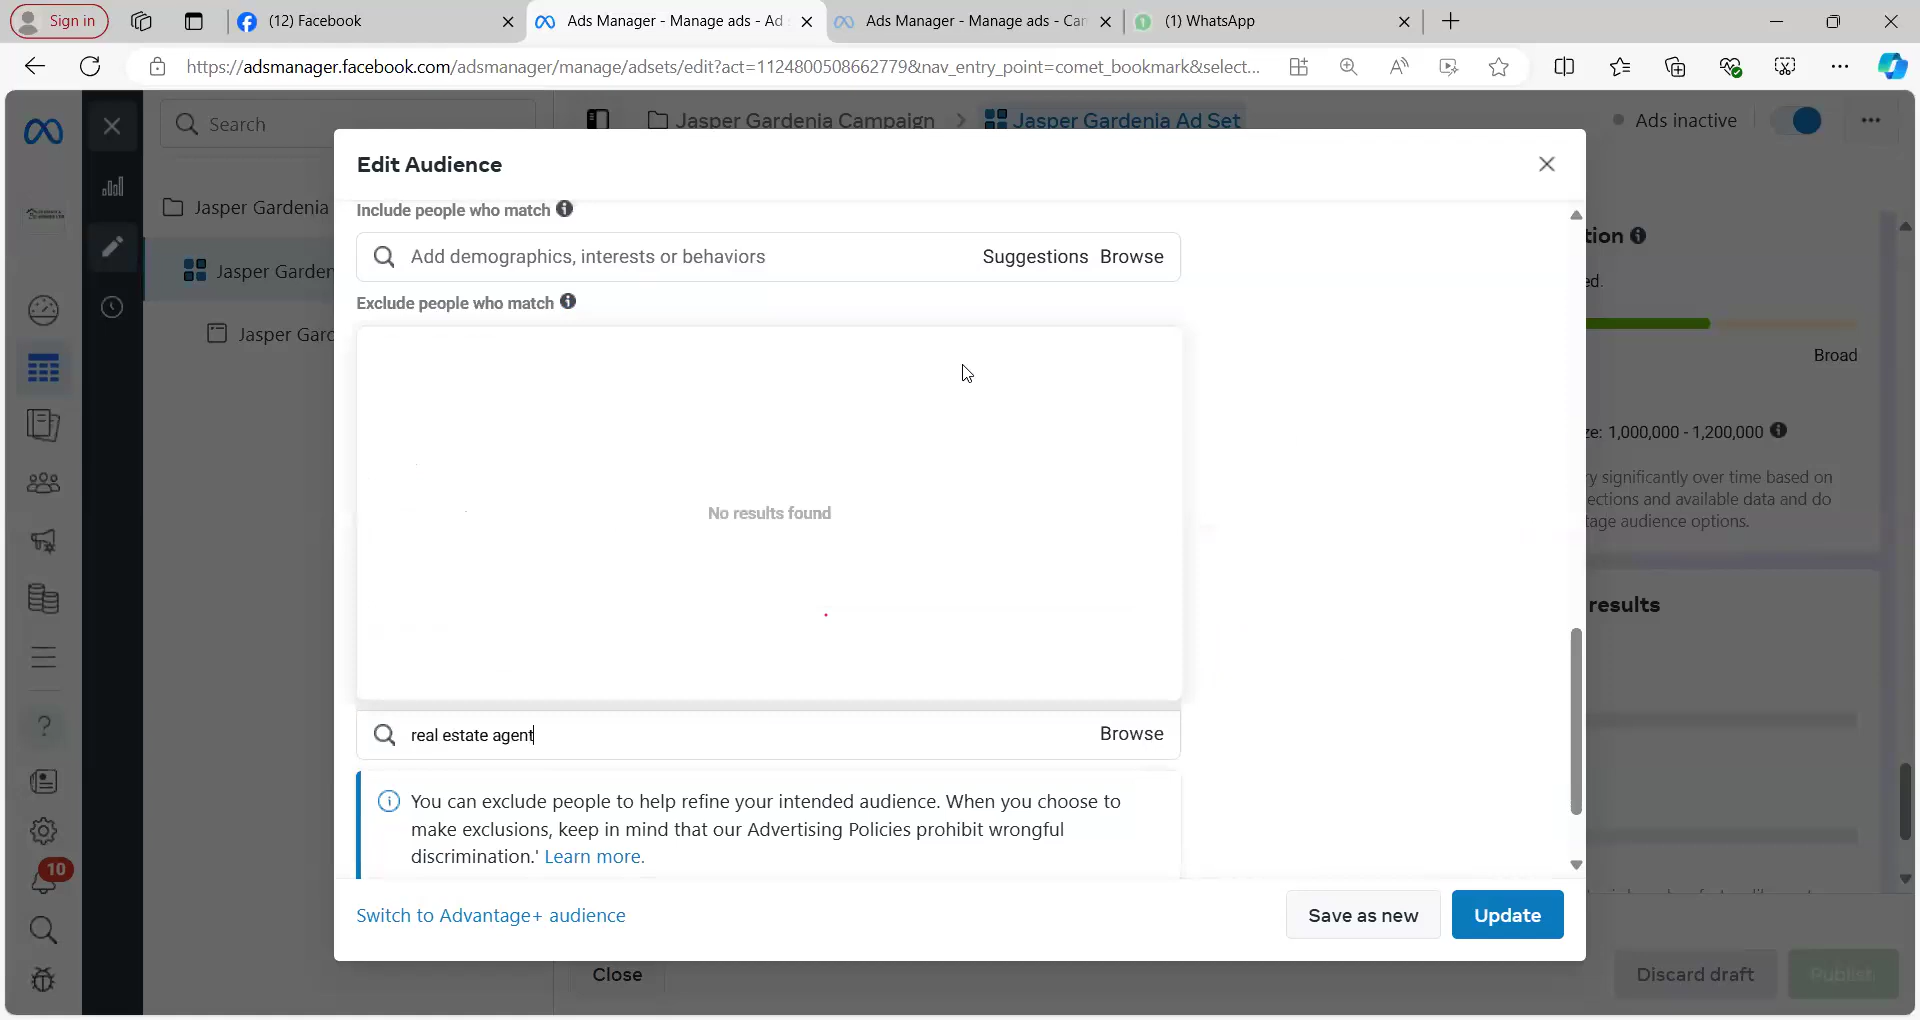 Sign in
(12) Facebook
Ads Manager - Manage ads - Ad
Ads Manager - Manage ads - Car
(1) WhatsApp
https://adsmanager.facebook.com/adsmanager/manage/adsets/edit?act=1124800508662779&nav_entry_point=comet_bookmark&select...
Search
Jasper Gardenia Campaign
Jasper Gardenia Ad Set
Ads inactive
Edit Audience
Jasper Gardenia
Jasper Garden
Jasper Gard
Include people who match
Add demographics, interests or behaviors
Suggestions Browse
Exclude people who match
No results found
real estate agent
Browse
You can exclude people to help refine your intended audience. When you choose to
make exclusions, keep in mind that our Advertising Policies prohibit wrongful
discrimination.' Learn more.
Switch to Advantage+ audience
Save as new
Update
tion
ed.
Broad
ze: 1,000,000 - 1,200,000
y significantly over time based on
ections and available data and do
tage audience options.
results
10
Close
Discard draft
Publish